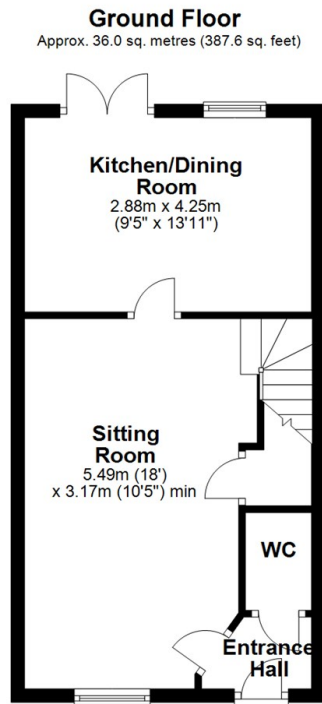 Ground Floor
Approx. 36.0 sq. metres (387.6 sq. feet)
Kitchen/Dining
Room
2.88m x 4.25m
(9'5" x 13'11")
Sitting
Room
5.49m (18')
x 3.17m (10'5") min
WC
Entrance
Hall